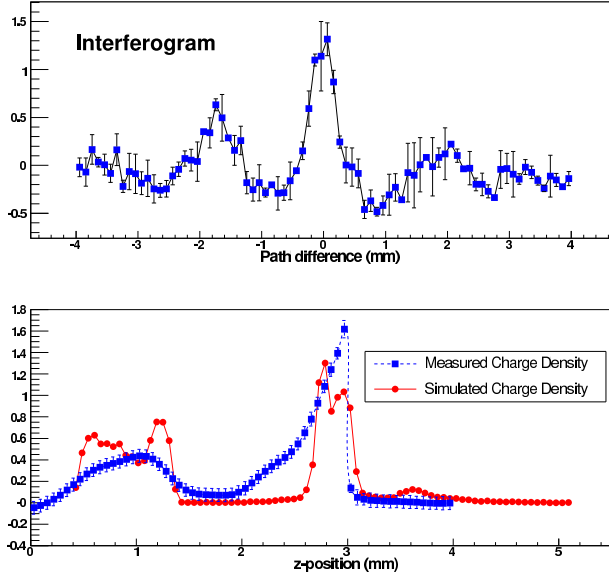 Interferogram
1.5
1
0.5
0
-0.5
-4 -3 -2 -1 0 1 2 3 4
Path difference (mm)
1.8
1.6
1.4
1.2
1
0.8
0.6
0.4
0.2
-0
-0.2
-0.4
0 1 2 3 4 5
z-position (mm)
Measured Charge Density
Simulated Charge Density